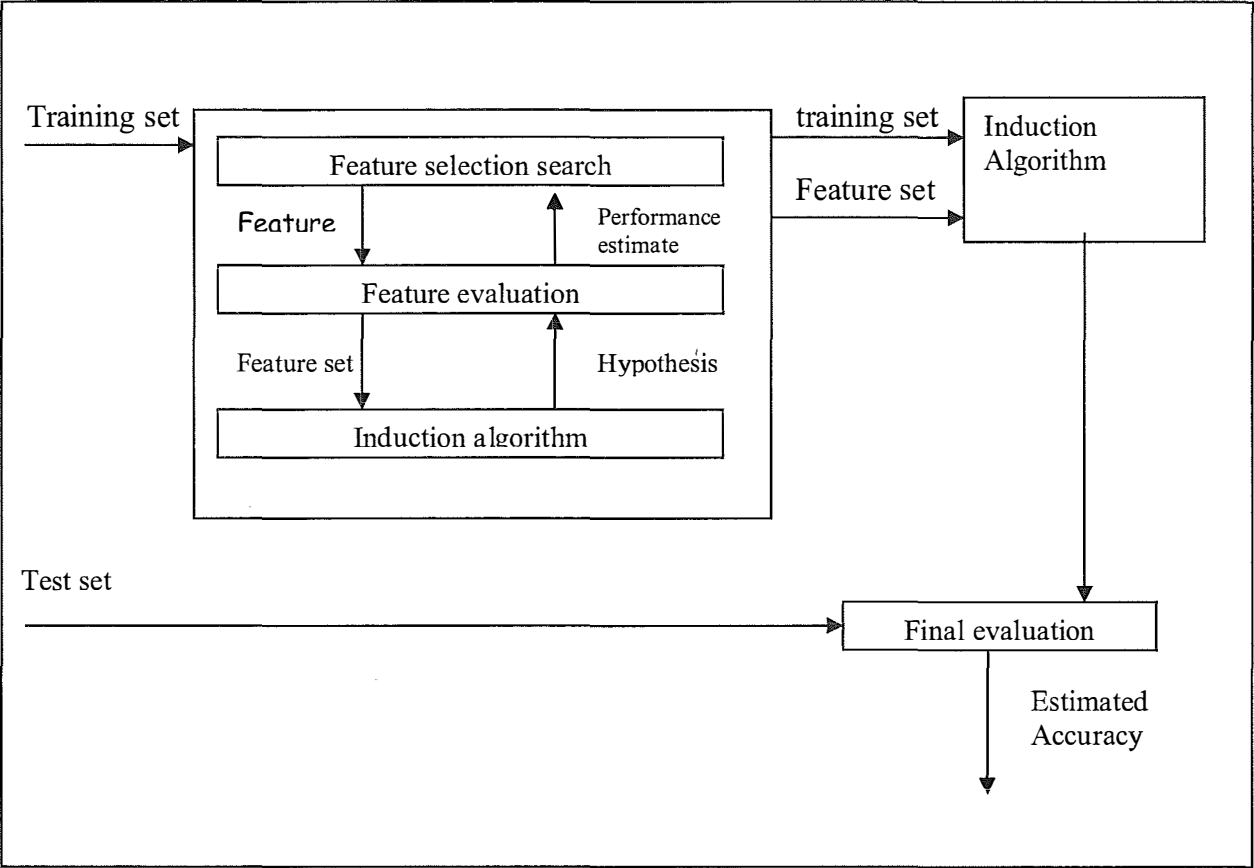 Training set
training set
Induction
Algorithm
Feature selection search
Feature
Performance
estimate
Feature set
Feature evaluation
Feature set
Hypothesis
Induction algorithm
Test set
Final evaluation
Estimated
Accuracy